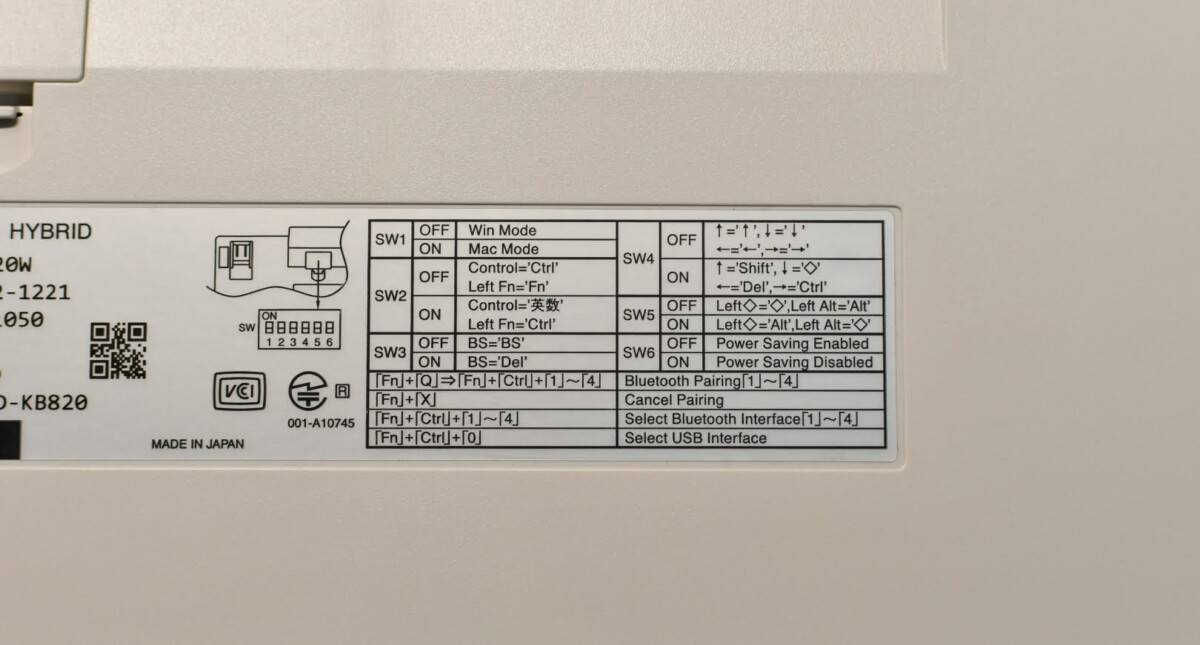 HYBRID
20W
2-1221
1050
D-KB820
MADE IN JAPAN
SW
ON
1 2 3 4 5 6
VCCI
R
001-A10745
SW1 OFF Win Mode
ON Mac Mode
SW2 OFF Control='Ctrl'
Left Fn='Fn'
ON Control='英数'
Left Fn='Ctrl'
SW3 OFF BS='BS'
ON BS='Del'
SW4 OFF ↑='↑',↓='↓'
←='←',→='→'
ON ↑='Shift',↓='◇'
←='Del',→='Ctrl'
SW5 OFF Left◇='◇',Left Alt='Alt'
ON Left◇='Alt',Left Alt='◇'
SW6 OFF Power Saving Enabled
ON Power Saving Disabled
「Fn」+「Q」⇒「Fn」+「Ctrl」+「1」~「4」 Bluetooth Pairing「1」~「4」
「Fn」+「X」 Cancel Pairing
「Fn」+「Ctrl」+「1」~「4」 Select Bluetooth Interface「1」~「4」
「Fn」+「Ctrl」+「0」 Select USB Interface